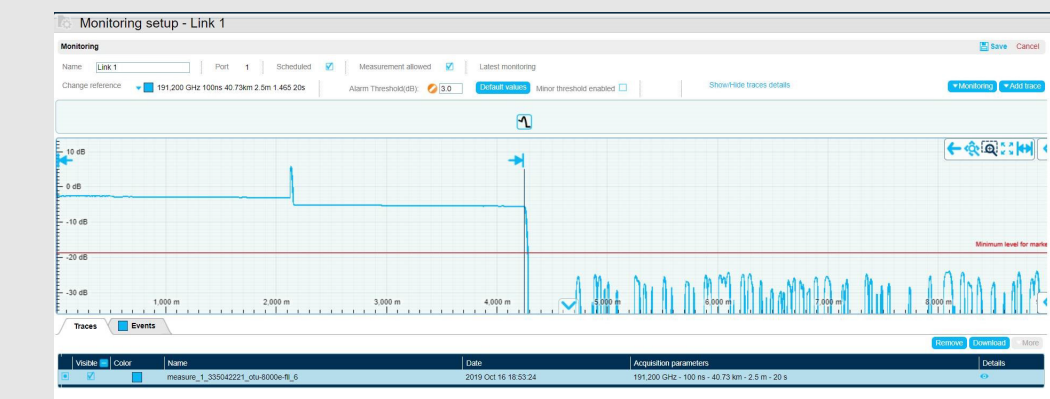 Monitoring setup - Link 1
Monitoring Save Cancel
Name Link 1 Port 1 Scheduled Measurement allowed Latest monitoring
Change reference 191,200 GHz 100ns 40.73km 2.5m 1.465 20s Alarm Threshold(dB): 3.0 Default values Minor threshold enabled Show/Hide traces details Monitoring Add trace
10 dB
0 dB
-10 dB
Minimum level for marke
-20 dB
-30 dB
1,000 m 2,000 m 3,000 m 4,000 m 5,000 m 6,000 m 7,000 m 8,000 m
Traces Events
Remove Download More
Visible Color Name Date Acquisition parameters Details
measure_1_335042221_otu-8000e-fli_6 2019 Oct 16 18:53:24 191,200 GHz - 100 ns - 40.73 km - 2.5 m - 20 s